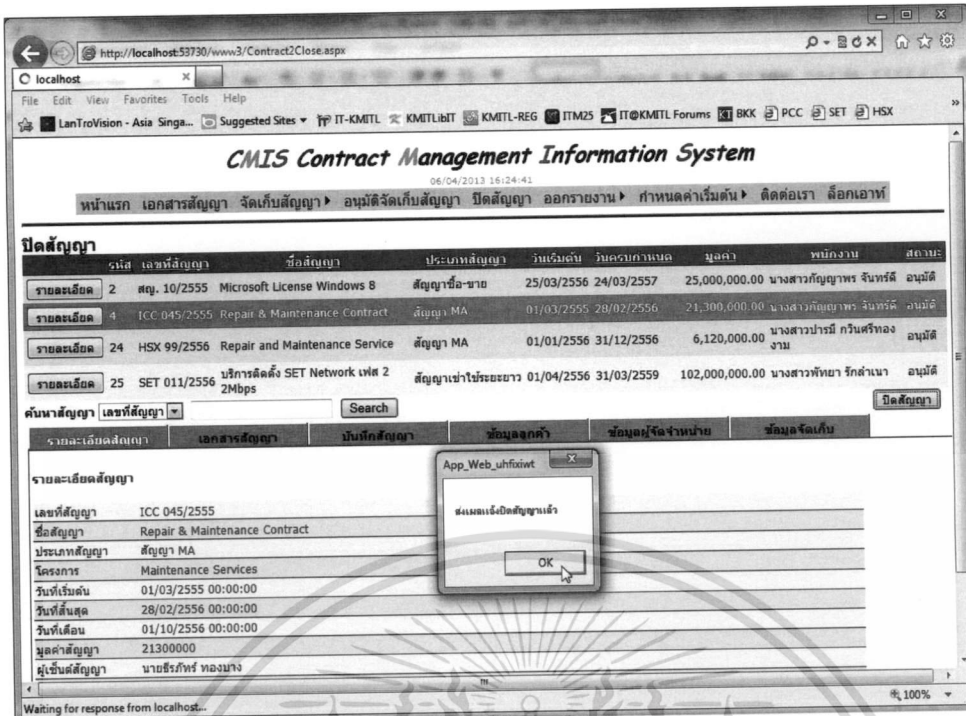 http://localhost:53730/www3/Contract2Close.aspx
localhost
File Edit View Favorites Tools Help
LanTroVision - Asia Singa... Suggested Sites IT-KMITL KMITLibIT KMITL-REG ITM25 IT@KMITL Forums BKK PCC SET HSX
CMIS Contract Management Information System
06/04/2013 16:24:41
หน้าแรก เอกสารสัญญา จัดเก็บสัญญา อนุมัติจัดเก็บสัญญา ปิดสัญญา ออกรายงาน กำหนดค่าเริ่มต้น ติดต่อเรา ล็อกเอาท์
ปิดสัญญา
รหัส เลขที่สัญญา ชื่อสัญญา ประเภทสัญญา วันเริ่มต้น วันครบกำหนด มูลค่า พนักงาน สถานะ
รายละเอียด 2 สญ. 10/2555 Microsoft License Windows 8 สัญญาซื้อ-ขาย 25/03/2556 24/03/2557 25,000,000.00 นางสาวกัญญาพร จันทร์ดี อนุมัติ
รายละเอียด 4 ICC 045/2555 Repair & Maintenance Contract สัญญา MA 01/03/2555 28/02/2556 21,300,000.00 นางสาวกัญญาพร จันทร์ดี อนุมัติ
รายละเอียด 24 HSX 99/2556 Repair and Maintenance Service สัญญา MA 01/01/2556 31/12/2556 6,120,000.00 นางสาวปารมี กวินศรีทองงาม อนุมัติ
รายละเอียด 25 SET 011/2556 บริการติดตั้ง SET Network เฟส 2 2Mbps สัญญาเช่าใช้ระยะยาว 01/04/2556 31/03/2559 102,000,000.00 นางสาวพัทยา รักลำเนา อนุมัติ
ค้นหาสัญญา เลขที่สัญญา Search ปิดสัญญา
รายละเอียดสัญญา เอกสารสัญญา บันทึกสัญญา ข้อมูลลูกค้า ข้อมูลผู้จัดจำหน่าย ข้อมูลจัดเก็บ
App_Web_uhfixiwt
รายละเอียดสัญญา
ส่งเมลแจ้งปิดสัญญาแล้ว
OK
เลขที่สัญญา ICC 045/2555
ชื่อสัญญา Repair & Maintenance Contract
ประเภทสัญญา สัญญา MA
โครงการ Maintenance Services
วันที่เริ่มต้น 01/03/2555 00:00:00
วันที่สิ้นสุด 28/02/2556 00:00:00
วันที่เตือน 01/10/2556 00:00:00
มูลค่าสัญญา 21300000
ผู้เซ็นต์สัญญา นายธีรภัทร์ ทองบาง
Waiting for response from localhost...
100%